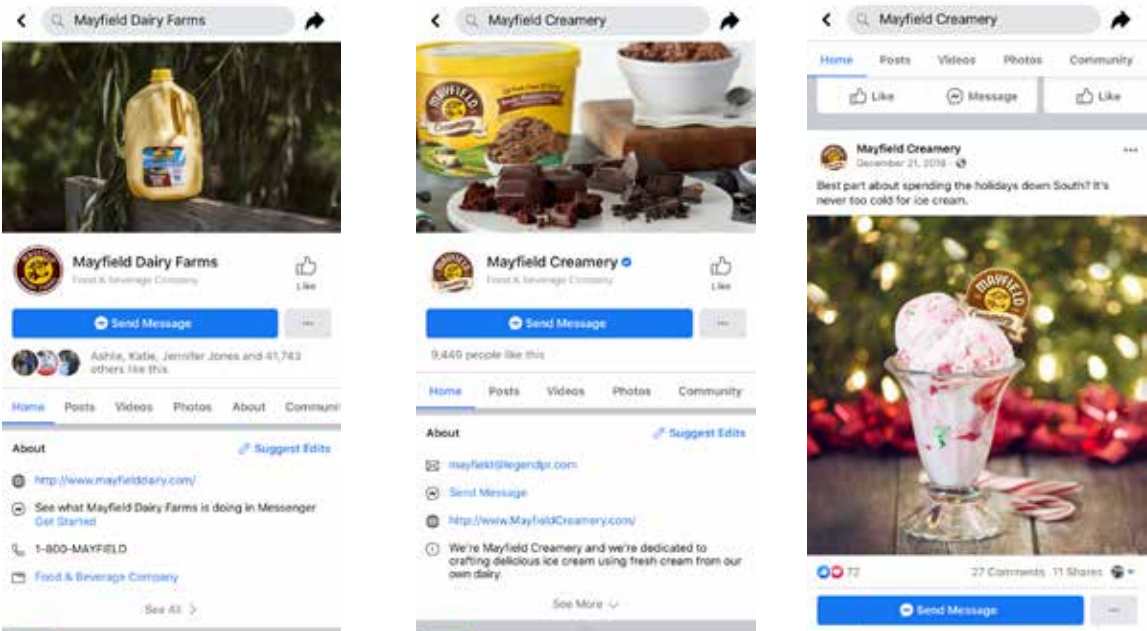 Mayfield Dairy Farms
MAYFIELD
Mayfield Dairy Farms
Food & Beverage Company
Like
Send Message
Ashlie, Katie, Jennifer Jones and 41,743
others like this
Home Posts Videos Photos About Communit
About
Suggest Edits
http://www.mayfielddairy.com/
See what Mayfield Dairy Farms is doing in Messenger
Get Started
1-800-MAYFIELD
Food & Beverage Company
See All
Mayfield Creamery
MAYFIELD
Creamery
Mayfield Creamery
Food & Beverage Company
Like
Send Message
9,449 people like this
Home Posts Videos Photos Community
About
Suggest Edits
mayfield@legendpr.com
Send Message
http://www.MayfieldCreamery.com/
We're Mayfield Creamery and we're dedicated to
crafting delicious ice cream using fresh cream from our
own dairy.
See More
Mayfield Creamery
Home Posts Videos Photos Community
Like
Message
Like
Mayfield Creamery
December 21, 2018
Best part about spending the holidays down South? It's
never too cold for ice cream.
MAYFIELD
Creamery
72
27 Comments 11 Shares
Send Message